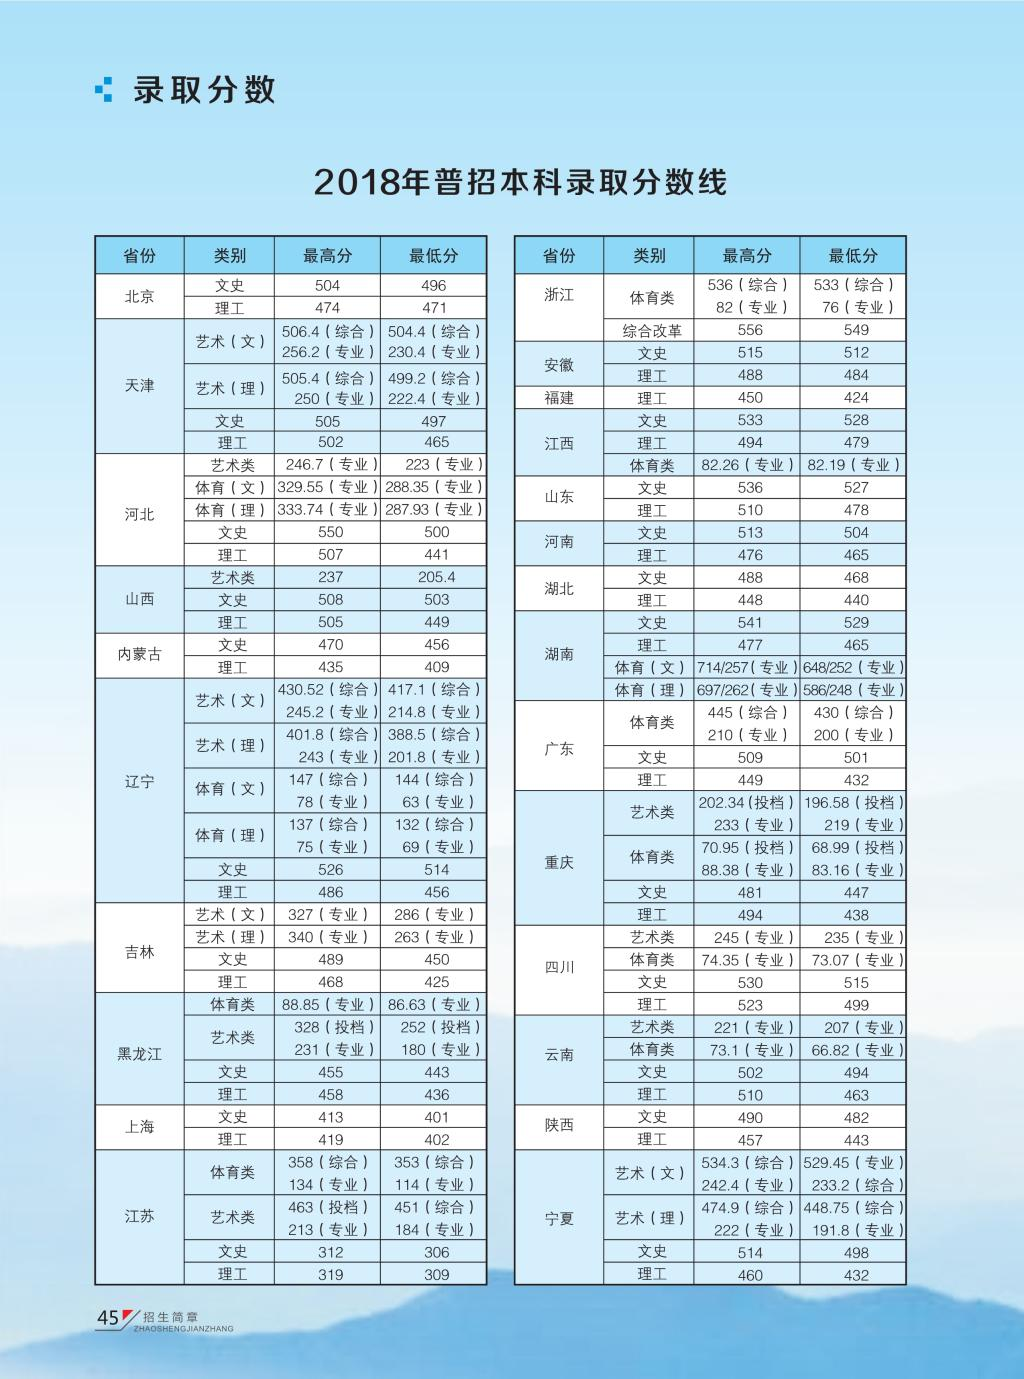 录取分数
2018年普招本科录取分数线
省份 类别 最高分 最低分
北京 文史 504 496
理工 474 471
天津 艺术（文） 506.4（综合） 504.4（综合）
256.2（专业） 230.4（专业）
艺术（理） 505.4（综合） 499.2（综合）
250（专业） 222.4（专业）
文史 505 497
理工 502 465
河北 艺术类 246.7（专业） 223（专业）
体育（文） 329.55（专业） 288.35（专业）
体育（理） 333.74（专业） 287.93（专业）
文史 550 500
理工 507 441
山西 艺术类 237 205.4
文史 508 503
理工 505 449
内蒙古 文史 470 456
理工 435 409
辽宁 艺术（文） 430.52（综合） 417.1（综合）
245.2（专业） 214.8（专业）
艺术（理） 401.8（综合） 388.5（综合）
243（专业） 201.8（专业）
体育（文） 147（综合） 144（综合）
78（专业） 63（专业）
体育（理） 137（综合） 132（综合）
75（专业） 69（专业）
文史 526 514
理工 486 456
吉林 艺术（文） 327（专业） 286（专业）
艺术（理） 340（专业） 263（专业）
文史 489 450
理工 468 425
黑龙江 体育类 88.85（专业） 86.63（专业）
艺术类 328（投档） 252（投档）
231（专业） 180（专业）
文史 455 443
理工 458 436
上海 文史 413 401
理工 419 402
江苏 体育类 358（综合） 353（综合）
134（专业） 114（专业）
艺术类 463（投档） 451（综合）
213（专业） 184（专业）
文史 312 306
理工 319 309
省份 类别 最高分 最低分
浙江 体育类 536（综合） 533（综合）
82（专业） 76（专业）
综合改革 556 549
安徽 文史 515 512
理工 488 484
福建 理工 450 424
江西 文史 533 528
理工 494 479
体育类 82.26（专业） 82.19（专业）
山东 文史 536 527
理工 510 478
河南 文史 513 504
理工 476 465
湖北 文史 488 468
理工 448 440
湖南 文史 541 529
理工 477 465
体育（文） 714/257（专业） 648/252（专业）
体育（理） 697/262（专业） 586/248（专业）
广东 体育类 445（综合） 430（综合）
210（专业） 200（专业）
文史 509 501
理工 449 432
重庆 艺术类 202.34（投档） 196.58（投档）
233（专业） 219（专业）
体育类 70.95（投档） 68.99（投档）
88.38（专业） 83.16（专业）
文史 481 447
理工 494 438
四川 艺术类 245（专业） 235（专业）
体育类 74.35（专业） 73.07（专业）
文史 530 515
理工 523 499
云南 艺术类 221（专业） 207（专业）
体育类 73.1（专业） 66.82（专业）
文史 502 494
理工 510 463
陕西 文史 490 482
理工 457 443
宁夏 艺术（文） 534.3（综合） 529.45（专业）
242.4（专业） 233.2（综合）
艺术（理） 474.9（综合） 448.75（综合）
222（专业） 191.8（专业）
文史 514 498
理工 460 432
45 招生简章
ZHAOSHENGJIANZHANG